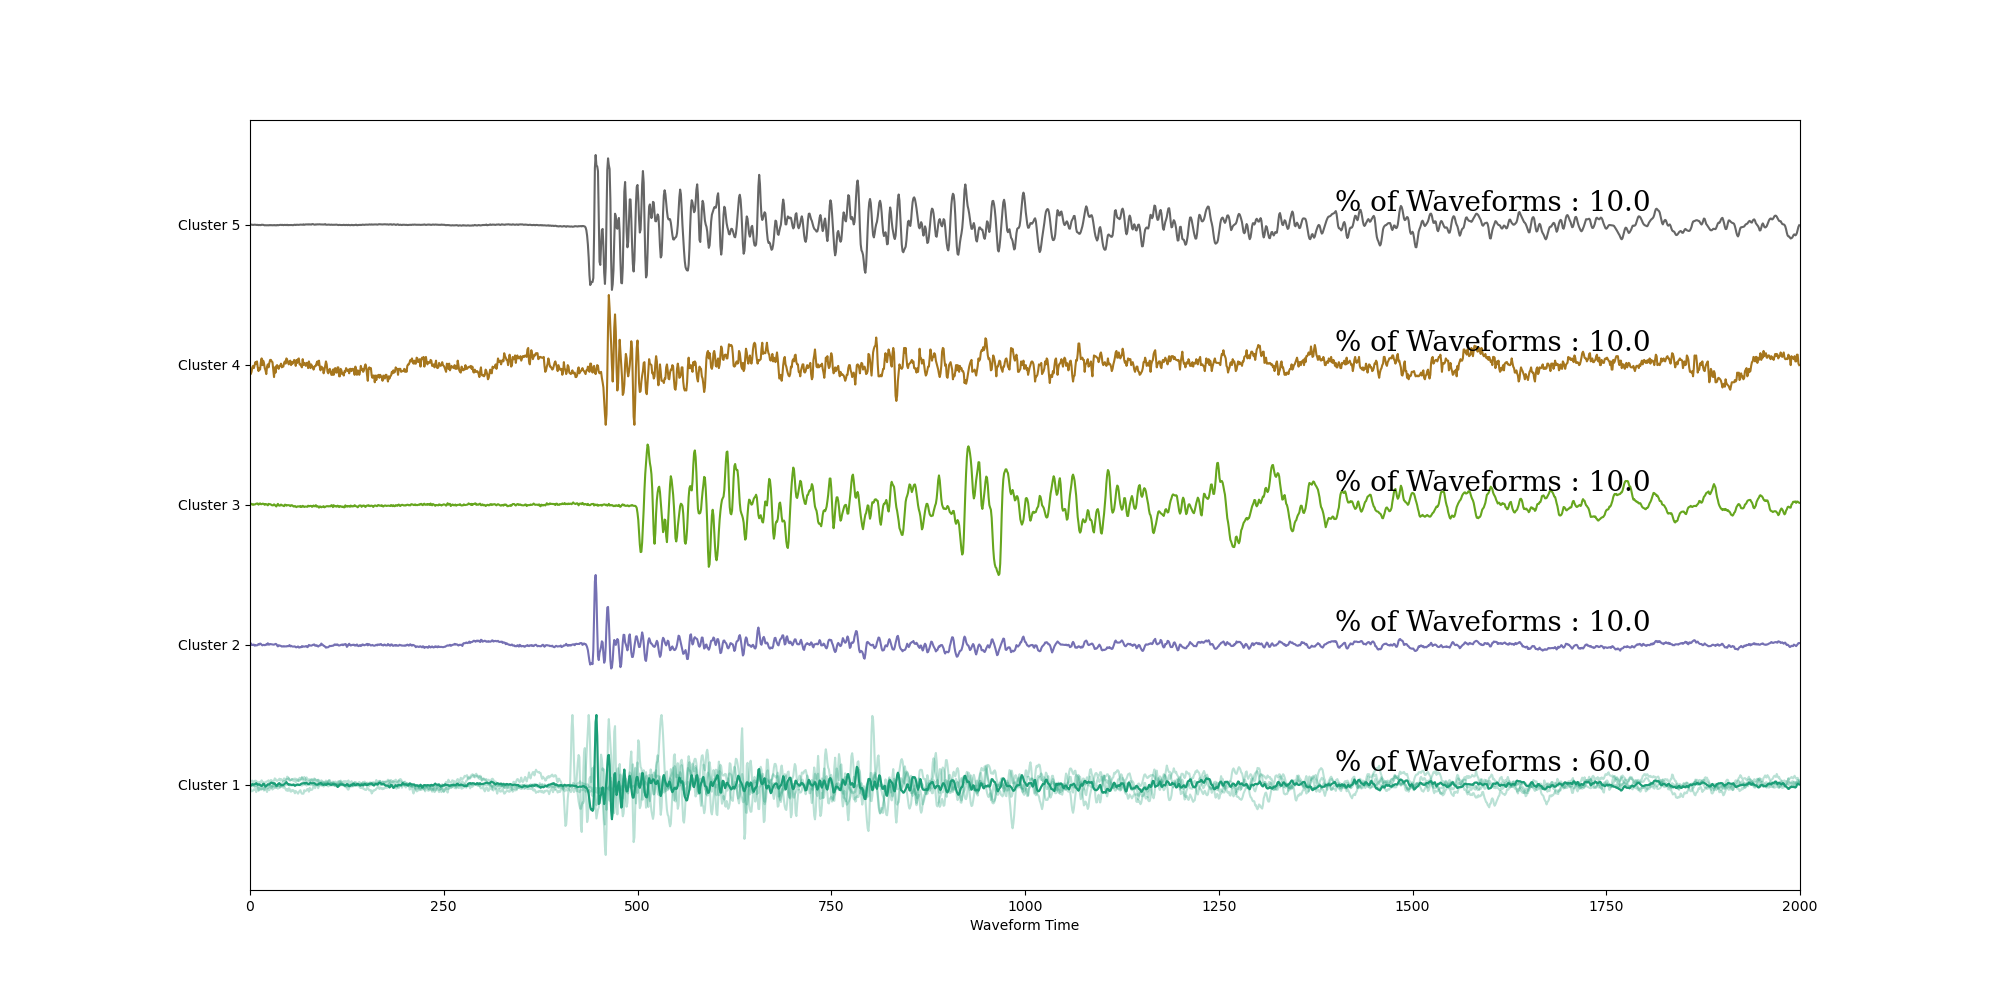 Cluster 5
% of Waveforms : 10.0
Cluster 4
% of Waveforms : 10.0
Cluster 3
% of Waveforms : 10.0
Cluster 2
% of Waveforms : 10.0
Cluster 1
% of Waveforms : 60.0
0 250 500 750 1000 1250 1500 1750 2000
Waveform Time